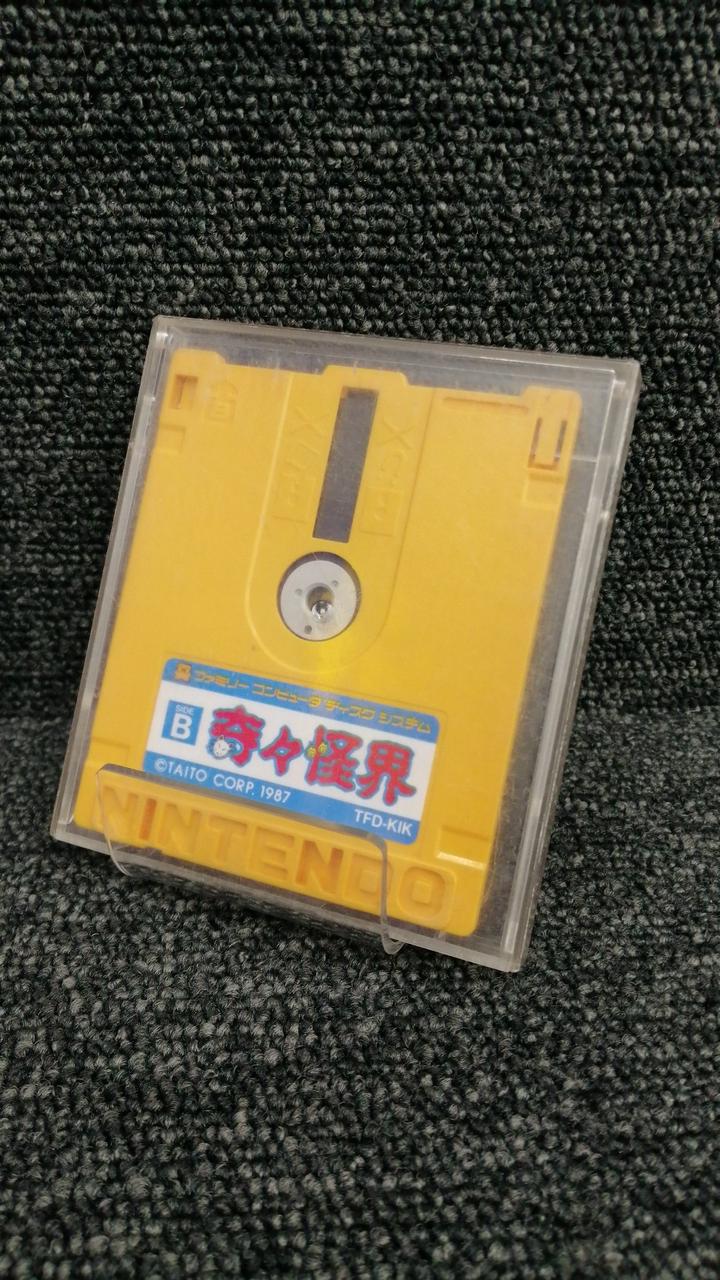 ファミリー コンピュータ ディスク システム
SIDE
B
奇々怪界
©TAITO CORP. 1987
TFD-KIK
NINTENDO